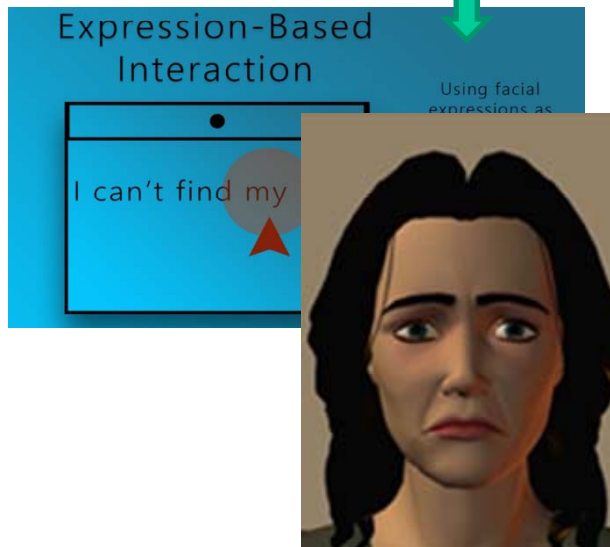 Expression-Based
Interaction
Using facial
expressions as
I can't find my